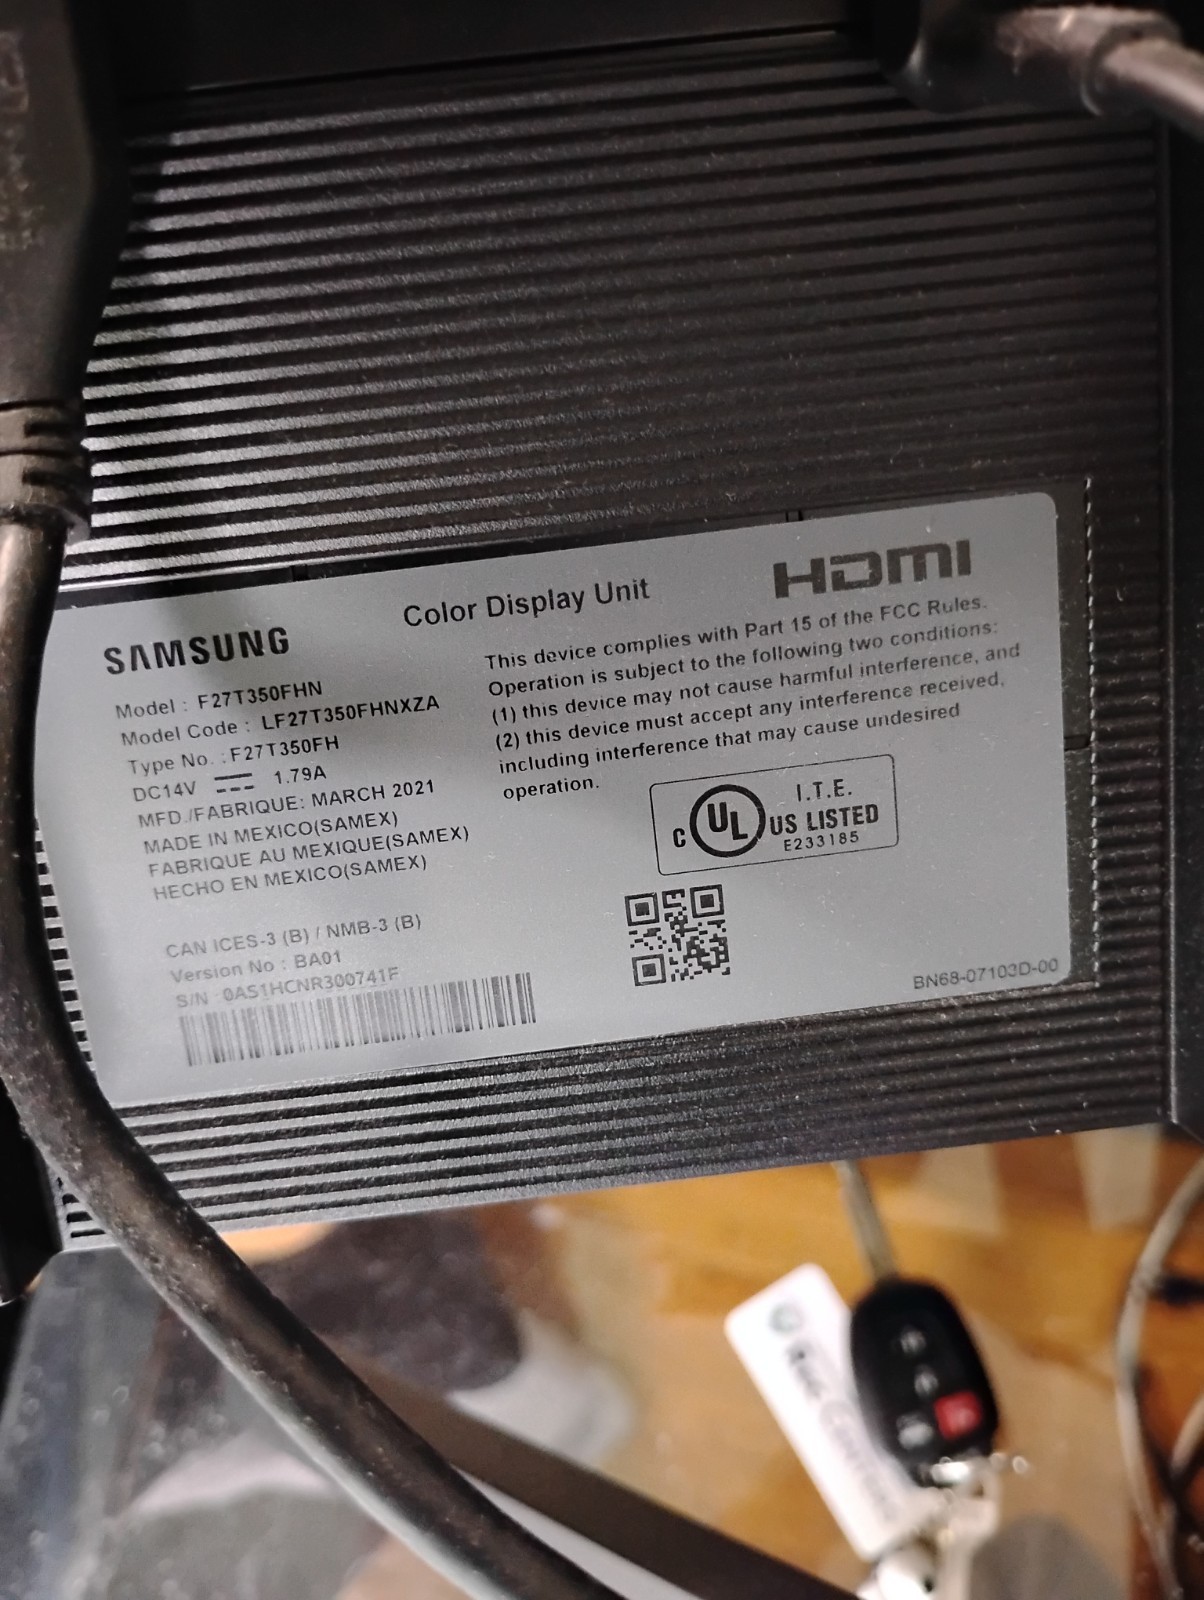 HDMI
Color Display Unit
SAMSUNG
Model : F27T350FHN
Model Code : LF27T350FHNXZA
Type No. : F27T350FH
DC14V 1.79A
MFD./FABRIQUE: MARCH 2021
MADE IN MEXICO(SAMEX)
FABRIQUE AU MEXIQUE(SAMEX)
HECHO EN MEXICO(SAMEX)
CAN ICES-3 (B) / NMB-3 (B)
Version No : BA01
S/N : 0AS1HCNR300741F
This device complies with Part 15 of the FCC Rules.
Operation is subject to the following two conditions:
(1) this device may not cause harmful interference, and
(2) this device must accept any interference received,
including interference that may cause undesired
operation.
C UL US LISTED
I.T.E.
E233185
BN68-07103D-00